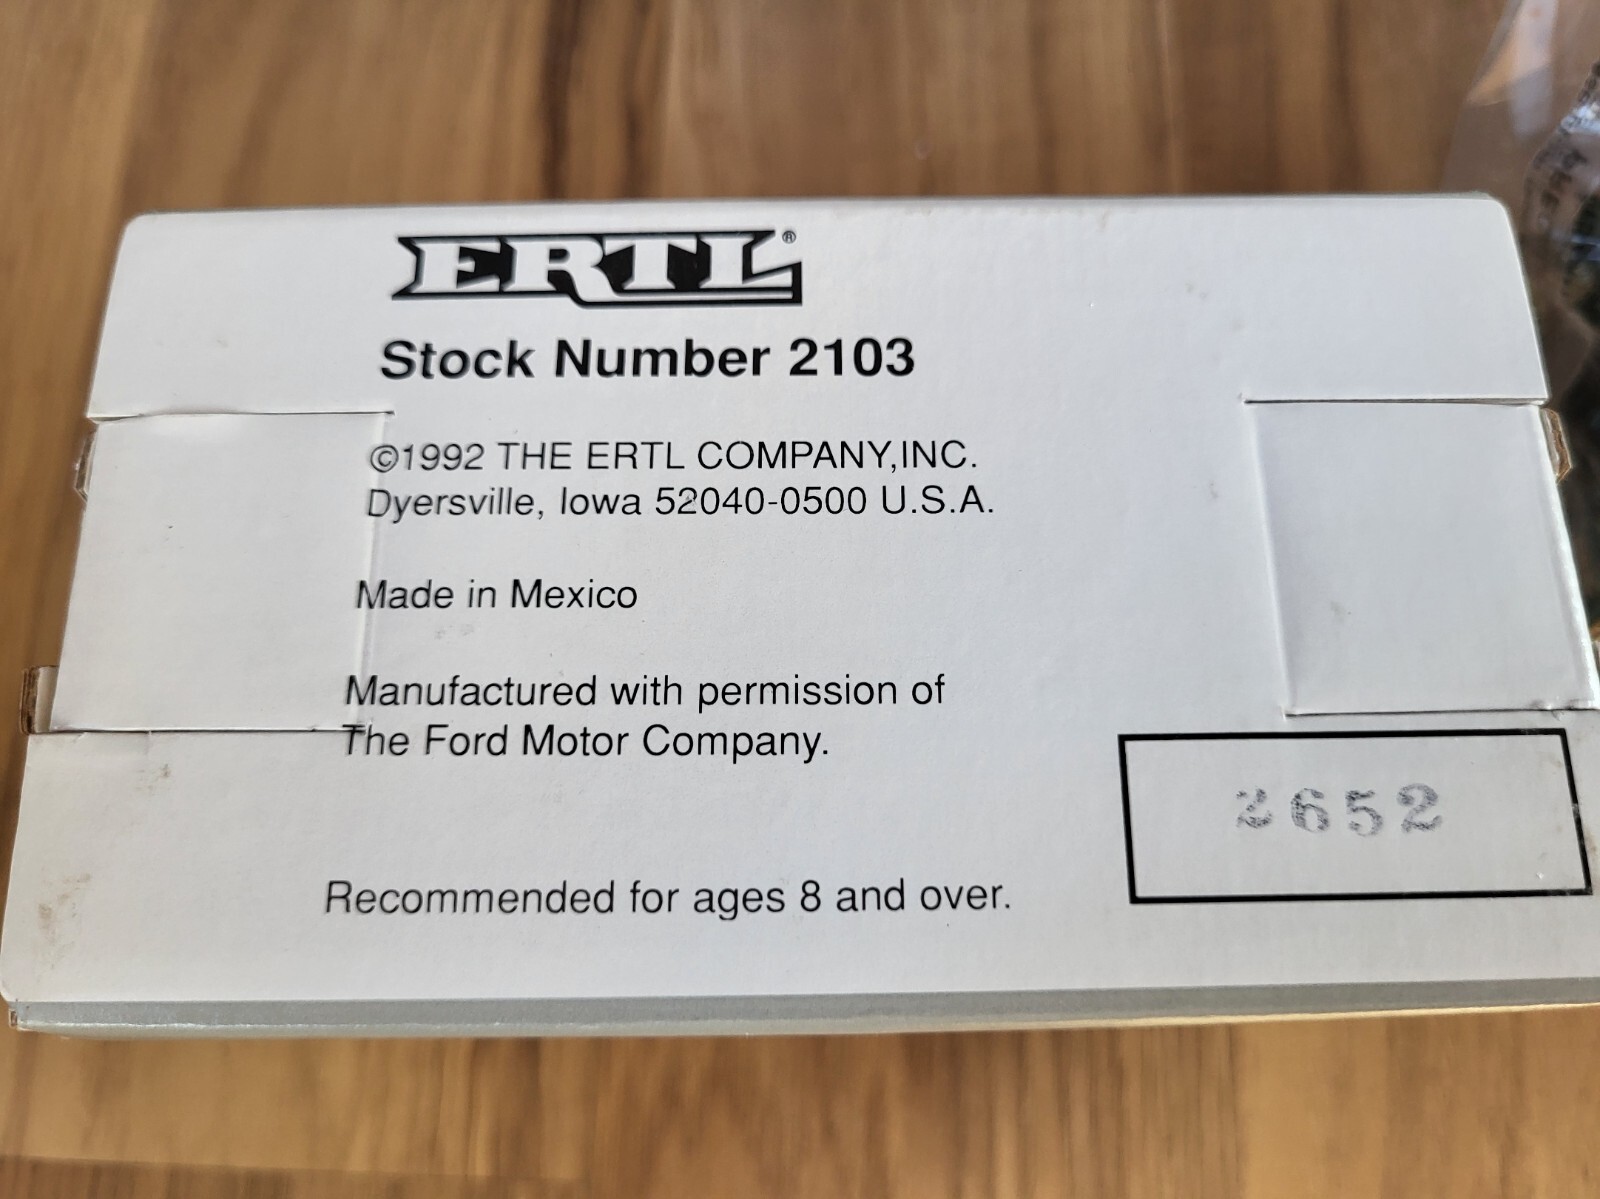 ERTL®
Stock Number 2103
©1992 THE ERTL COMPANY,INC.
Dyersville, Iowa 52040-0500 U.S.A.
Made in Mexico
Manufactured with permission of
The Ford Motor Company.
2652
Recommended for ages 8 and over.